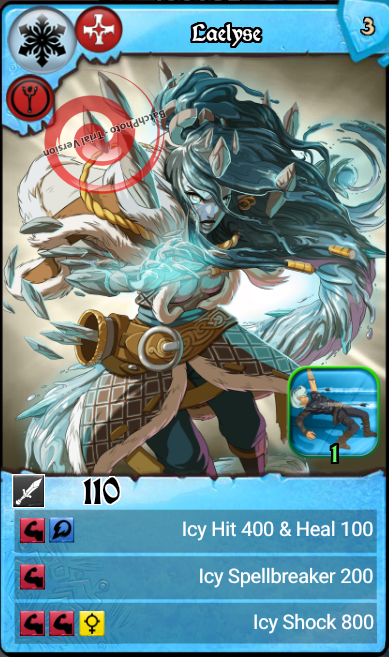 Laelyse
3
BatchPhoto - Trial Version
1
110
Icy Hit 400 & Heal 100
Icy Spellbreaker 200
Icy Shock 800